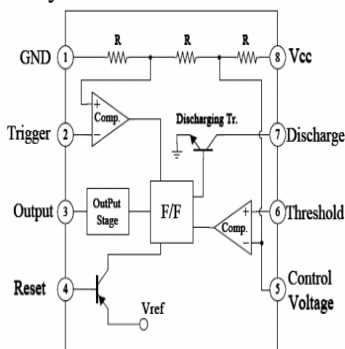 R R R
GND 1 8 Vcc
+
Comp.
-
Discharging Tr.
Trigger 2 7 Discharge
Output 3 OutPut Stage F/F + Comp. - 6 Threshold
Reset 4 5 Control Voltage
Vref